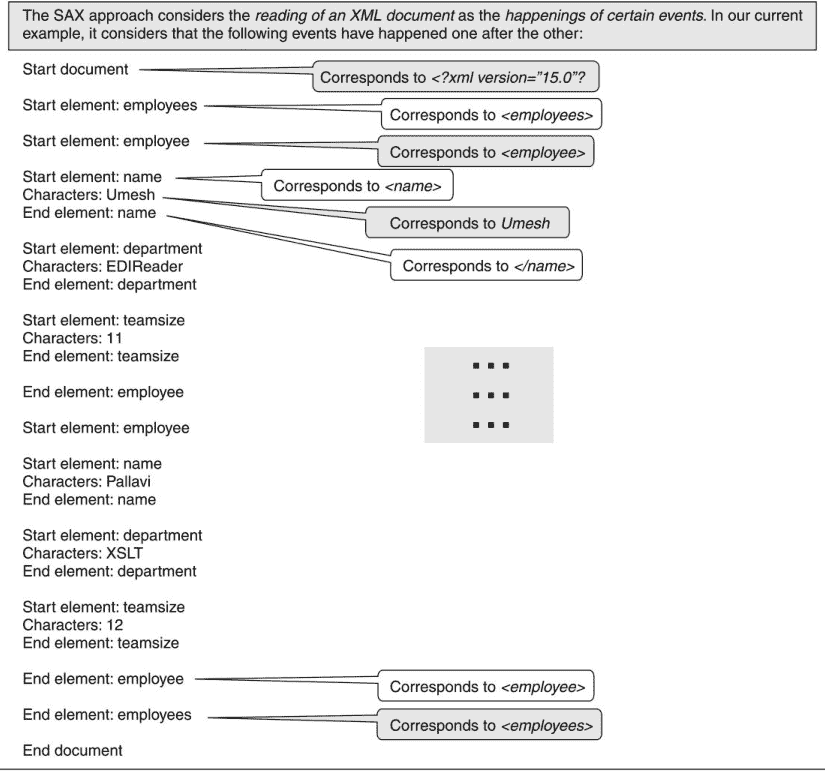 The SAX approach considers the reading of an XML document as the happenings of certain events. In our current
example, it considers that the following events have happened one after the other:
Start document
Corresponds to <?xml version="15.0"?
Start element: employees
Corresponds to <employees>
Start element: employee
Corresponds to <employee>
Start element: name
Corresponds to <name>
Characters: Umesh
Corresponds to Umesh
End element: name
Corresponds to </name>
Start element: department
Characters: EDIReader
End element: department
Start element: teamsize
Characters: 11
End element: teamsize
End element: employee
Start element: employee
Start element: name
Characters: Pallavi
End element: name
Start element: department
Characters: XSLT
End element: department
Start element: teamsize
Characters: 12
End element: teamsize
End element: employee
Corresponds to <employee>
End element: employees
Corresponds to <employees>
End document